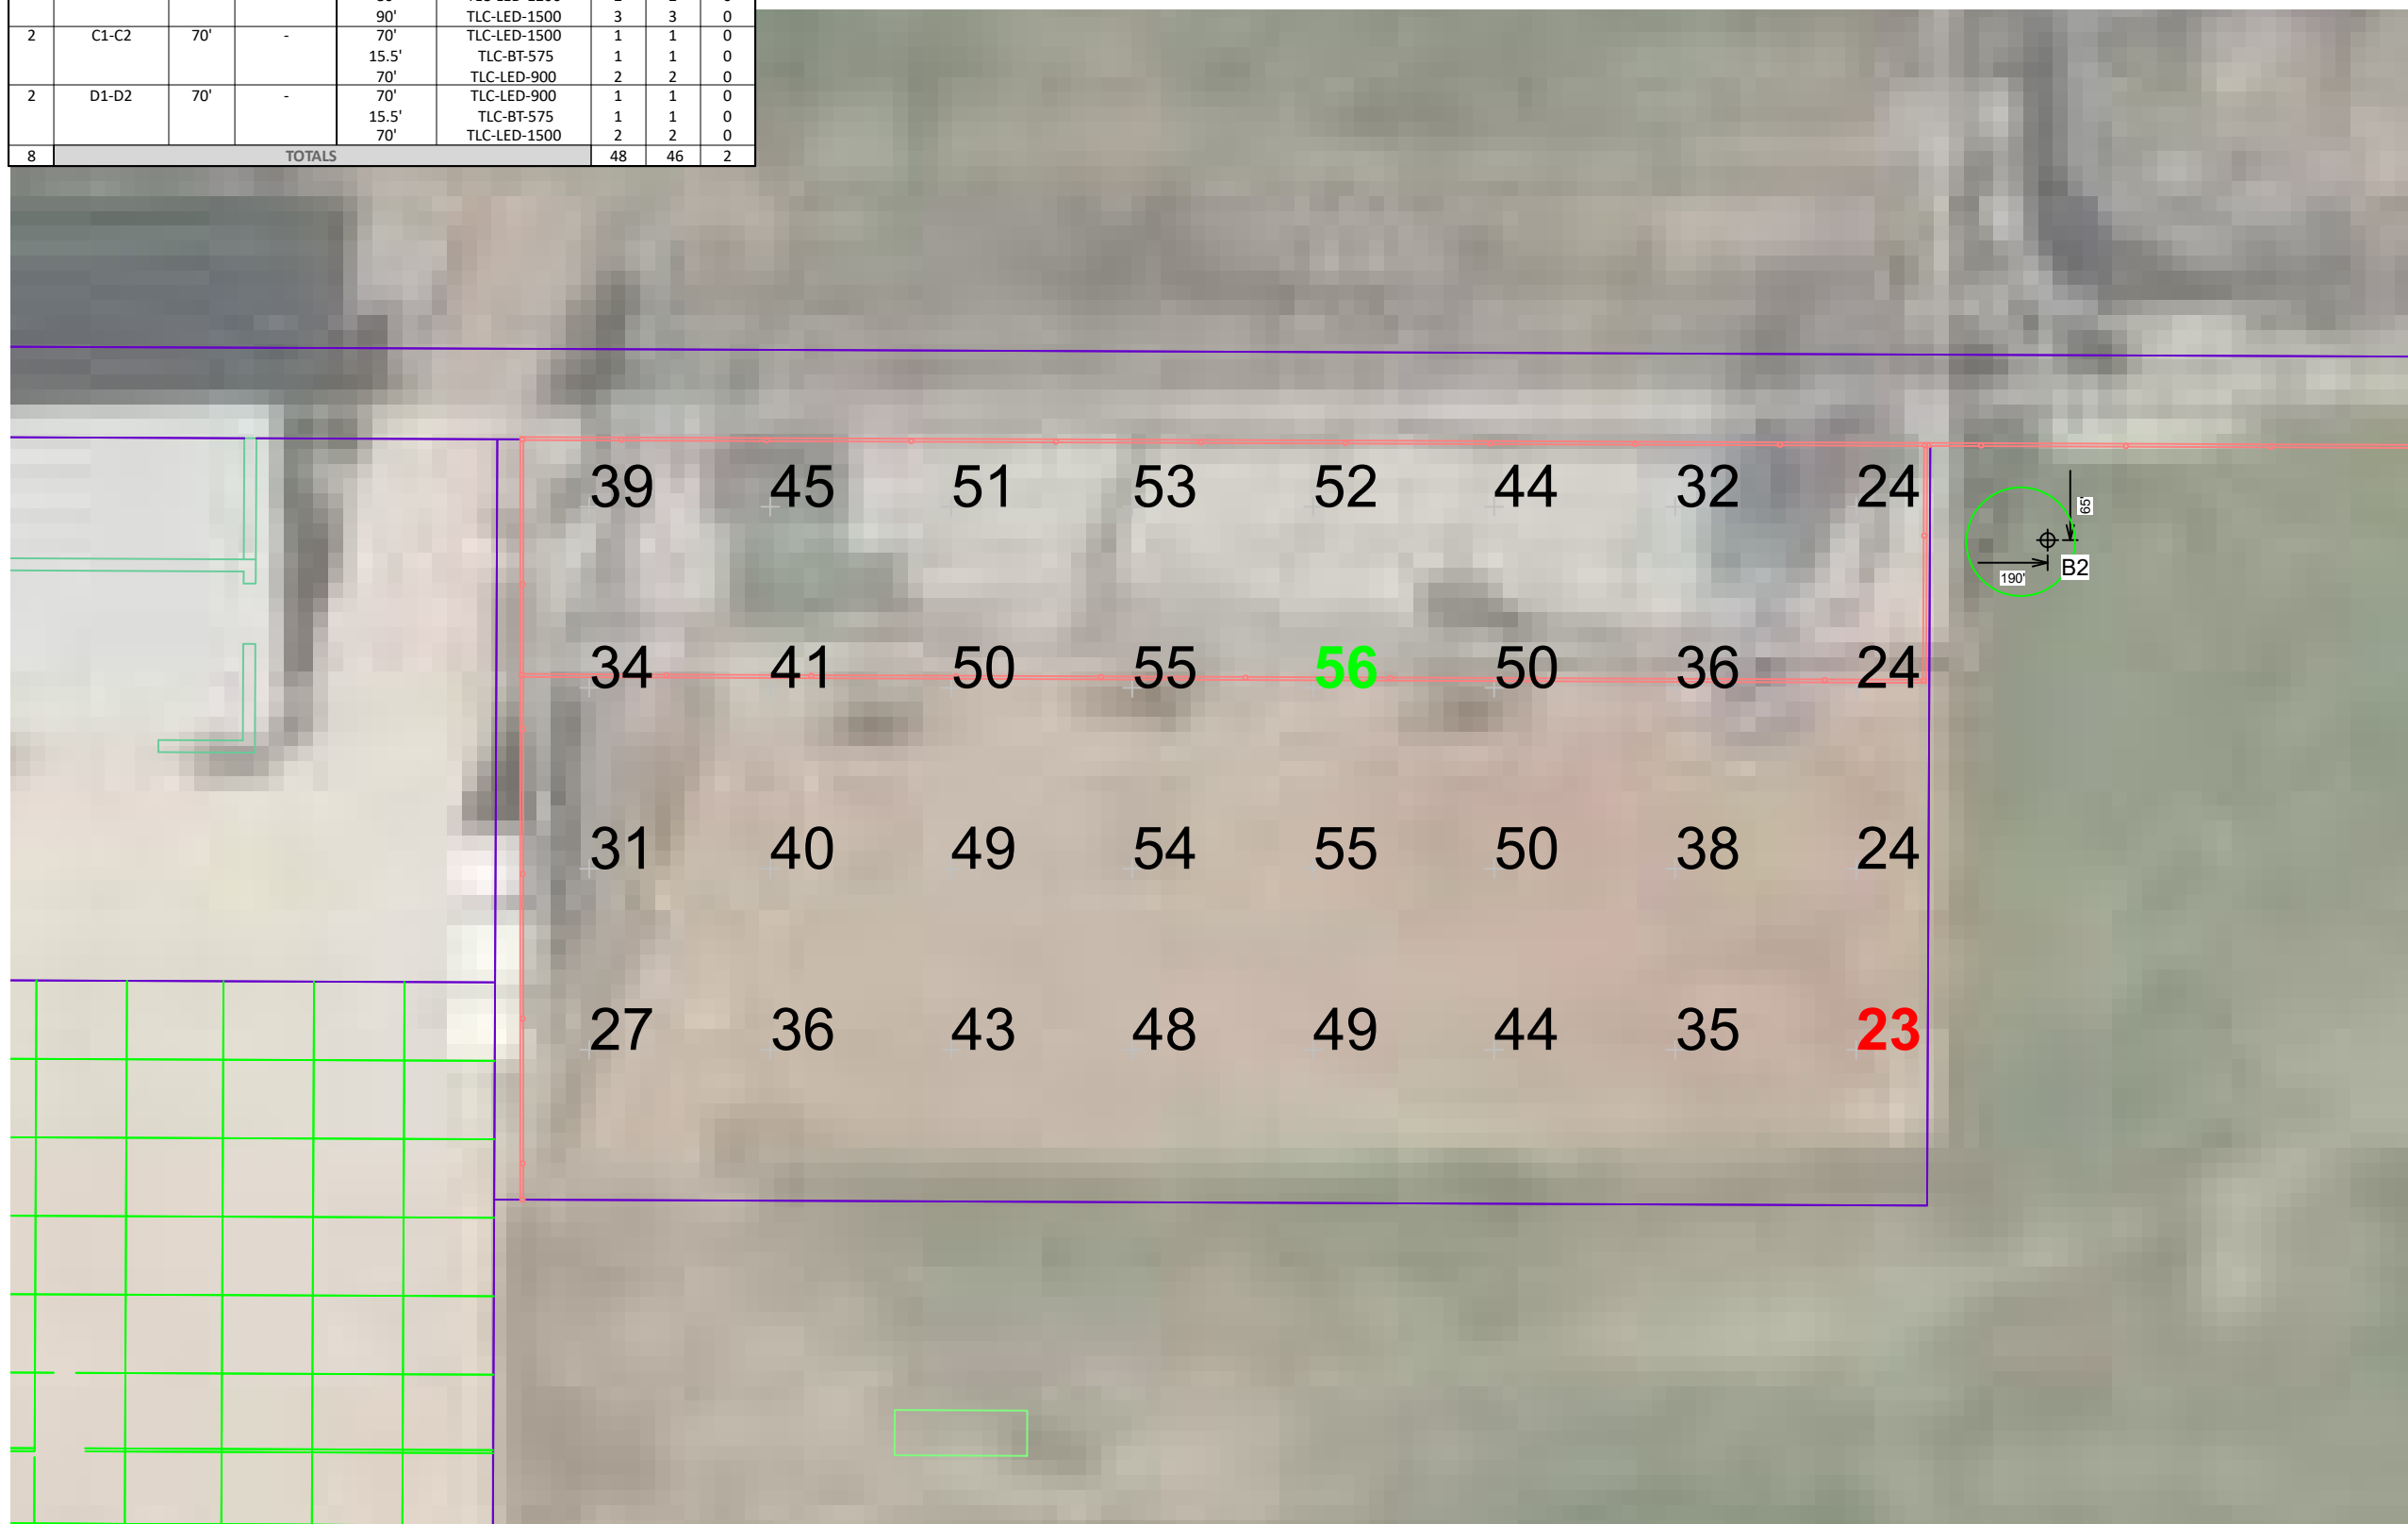 90' TLC-LED-1500 3 3 0
2 C1-C2 70' - 70' TLC-LED-1500 1 1 0
15.5' TLC-BT-575 1 1 0
70' TLC-LED-900 2 2 0
2 D1-D2 70' - 70' TLC-LED-900 1 1 0
15.5' TLC-BT-575 1 1 0
70' TLC-LED-1500 2 2 0
8 TOTALS 48 46 2
39 45 51 53 52 44 32 24
65'
190' B2
34 41 50 55 56 50 36 24
31 40 49 54 55 50 38 24
27 36 43 48 49 44 35 23